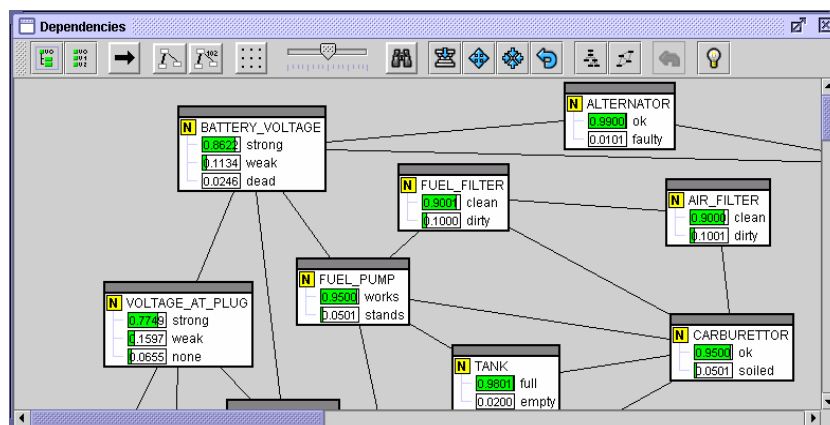 Dependencies
N BATTERY_VOLTAGE
0.8622 strong
0.1134 weak
0.0246 dead
N ALTERNATOR
0.9900 ok
0.0101 faulty
N FUEL_FILTER
0.9001 clean
0.1000 dirty
N AIR_FILTER
0.9000 clean
0.1001 dirty
N VOLTAGE_AT_PLUG
0.7749 strong
0.1597 weak
0.0655 none
N FUEL_PUMP
0.9500 works
0.0501 stands
N TANK
0.9801 full
0.0200 empty
N CARBURETTOR
0.9500 ok
0.0501 soiled